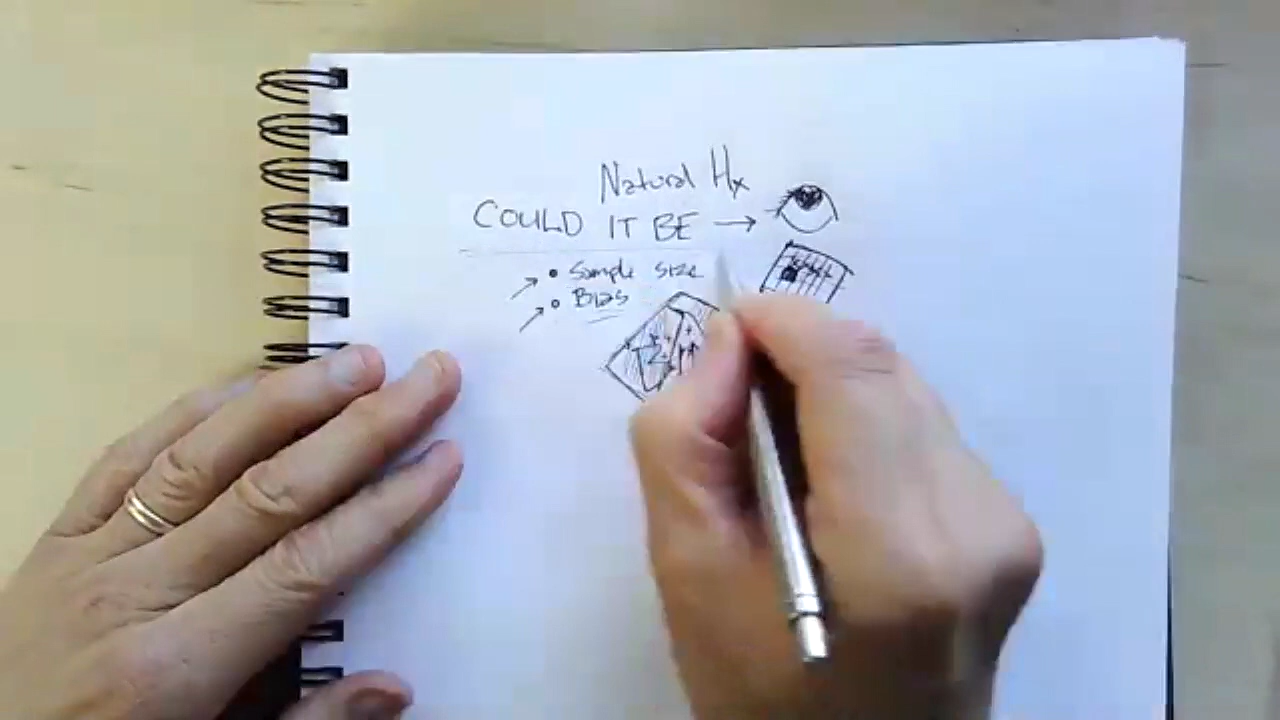 Natural Hx
COULD IT BE →
• Sample size
• Bias